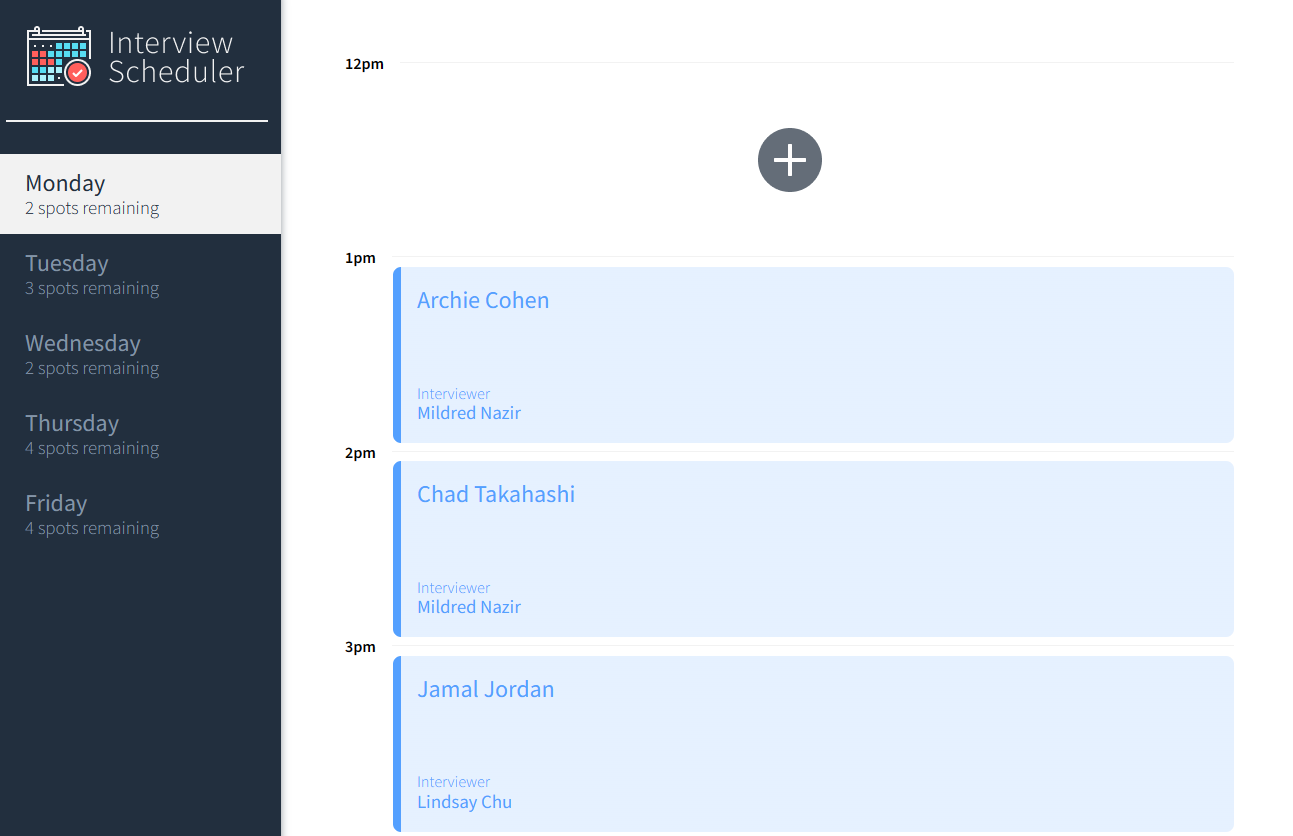 Interview
Scheduler
Monday
2 spots remaining
Tuesday
3 spots remaining
Wednesday
2 spots remaining
Thursday
4 spots remaining
Friday
4 spots remaining
12pm
1pm
Archie Cohen
Interviewer
Mildred Nazir
2pm
Chad Takahashi
Interviewer
Mildred Nazir
3pm
Jamal Jordan
Interviewer
Lindsay Chu